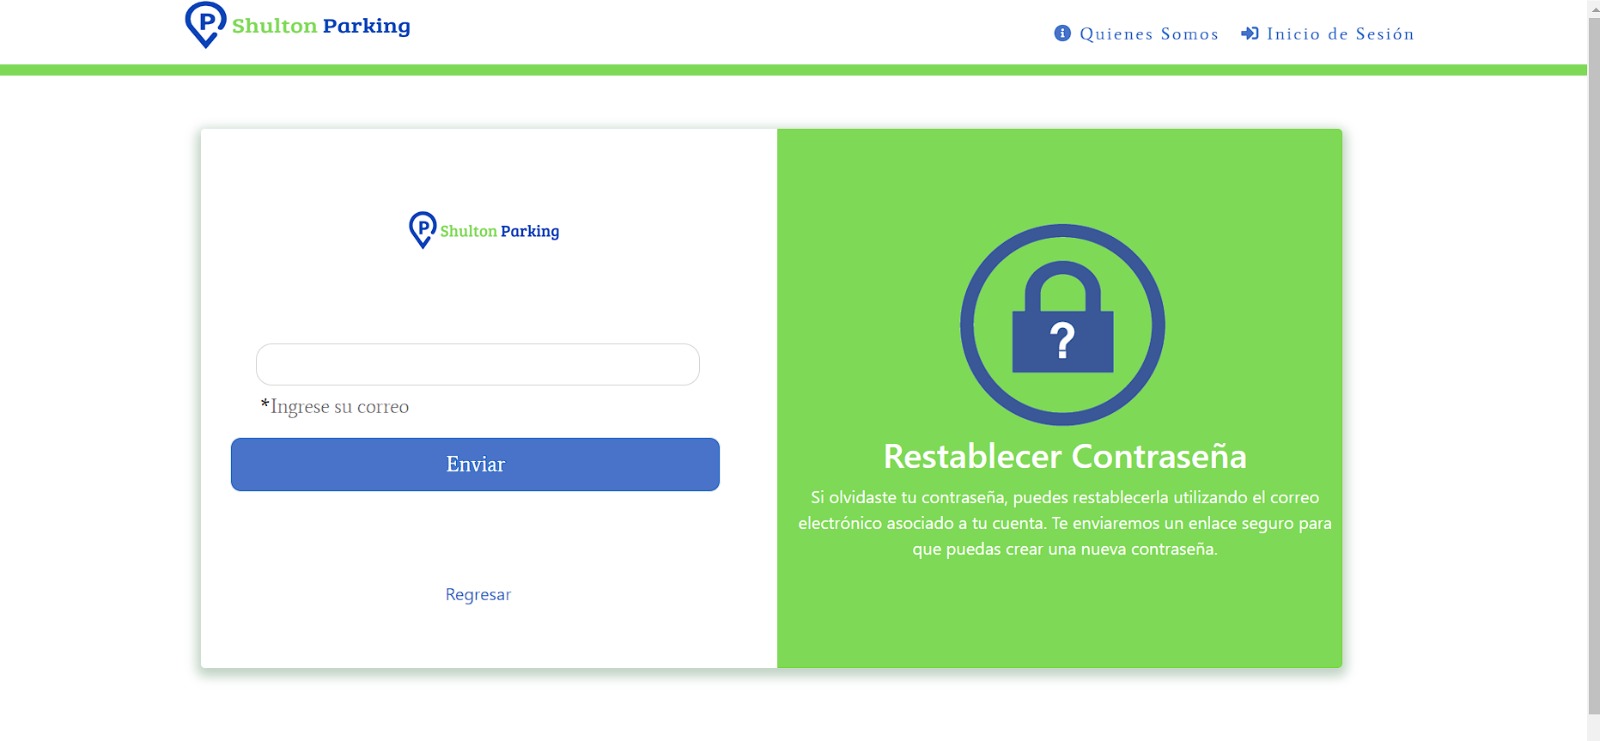 P Shulton Parking
Quienes Somos
Inicio de Sesión
P Shulton Parking
*Ingrese su correo
Enviar
Regresar
?
Restablecer Contraseña
Si olvidaste tu contraseña, puedes restablecerla utilizando el correo
electrónico asociado a tu cuenta. Te enviaremos un enlace seguro para
que puedas crear una nueva contraseña.